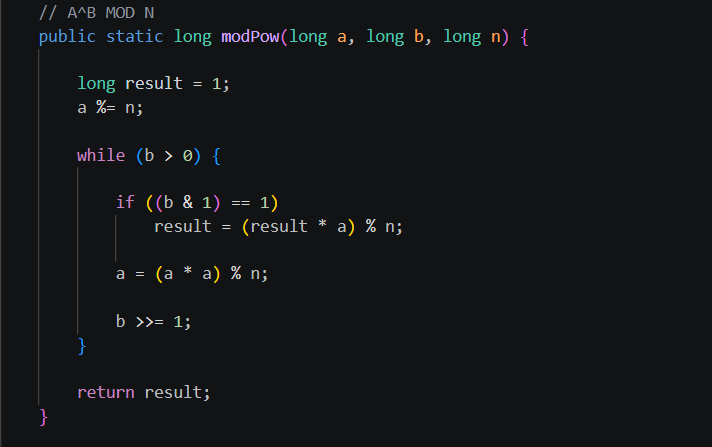 // A^B MOD N
public static long modPow(long a, long b, long n) {
long result = 1;
a %= n;
while (b > 0) {
if ((b & 1) == 1)
result = (result * a) % n;
a = (a * a) % n;
b >>= 1;
}
return result;
}